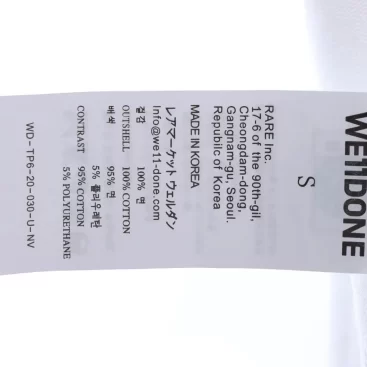 WE11DONE
S
RARE Inc.
17-6 of the 90th-gil,
Cheongdam-dong,
Gangnam-gu, Seoul.
Repubilc of Korea
MADE IN KOREA
レアマーケット ウェルダン
Info@we11-done.com
겉감 100% 면
OUTSHELL 100% COTTON
배색 95% 면
5% 폴리우레탄
CONTRAST 95% COTTON
5% POLYURETHANE
WD-TP6-20-030-U-NV